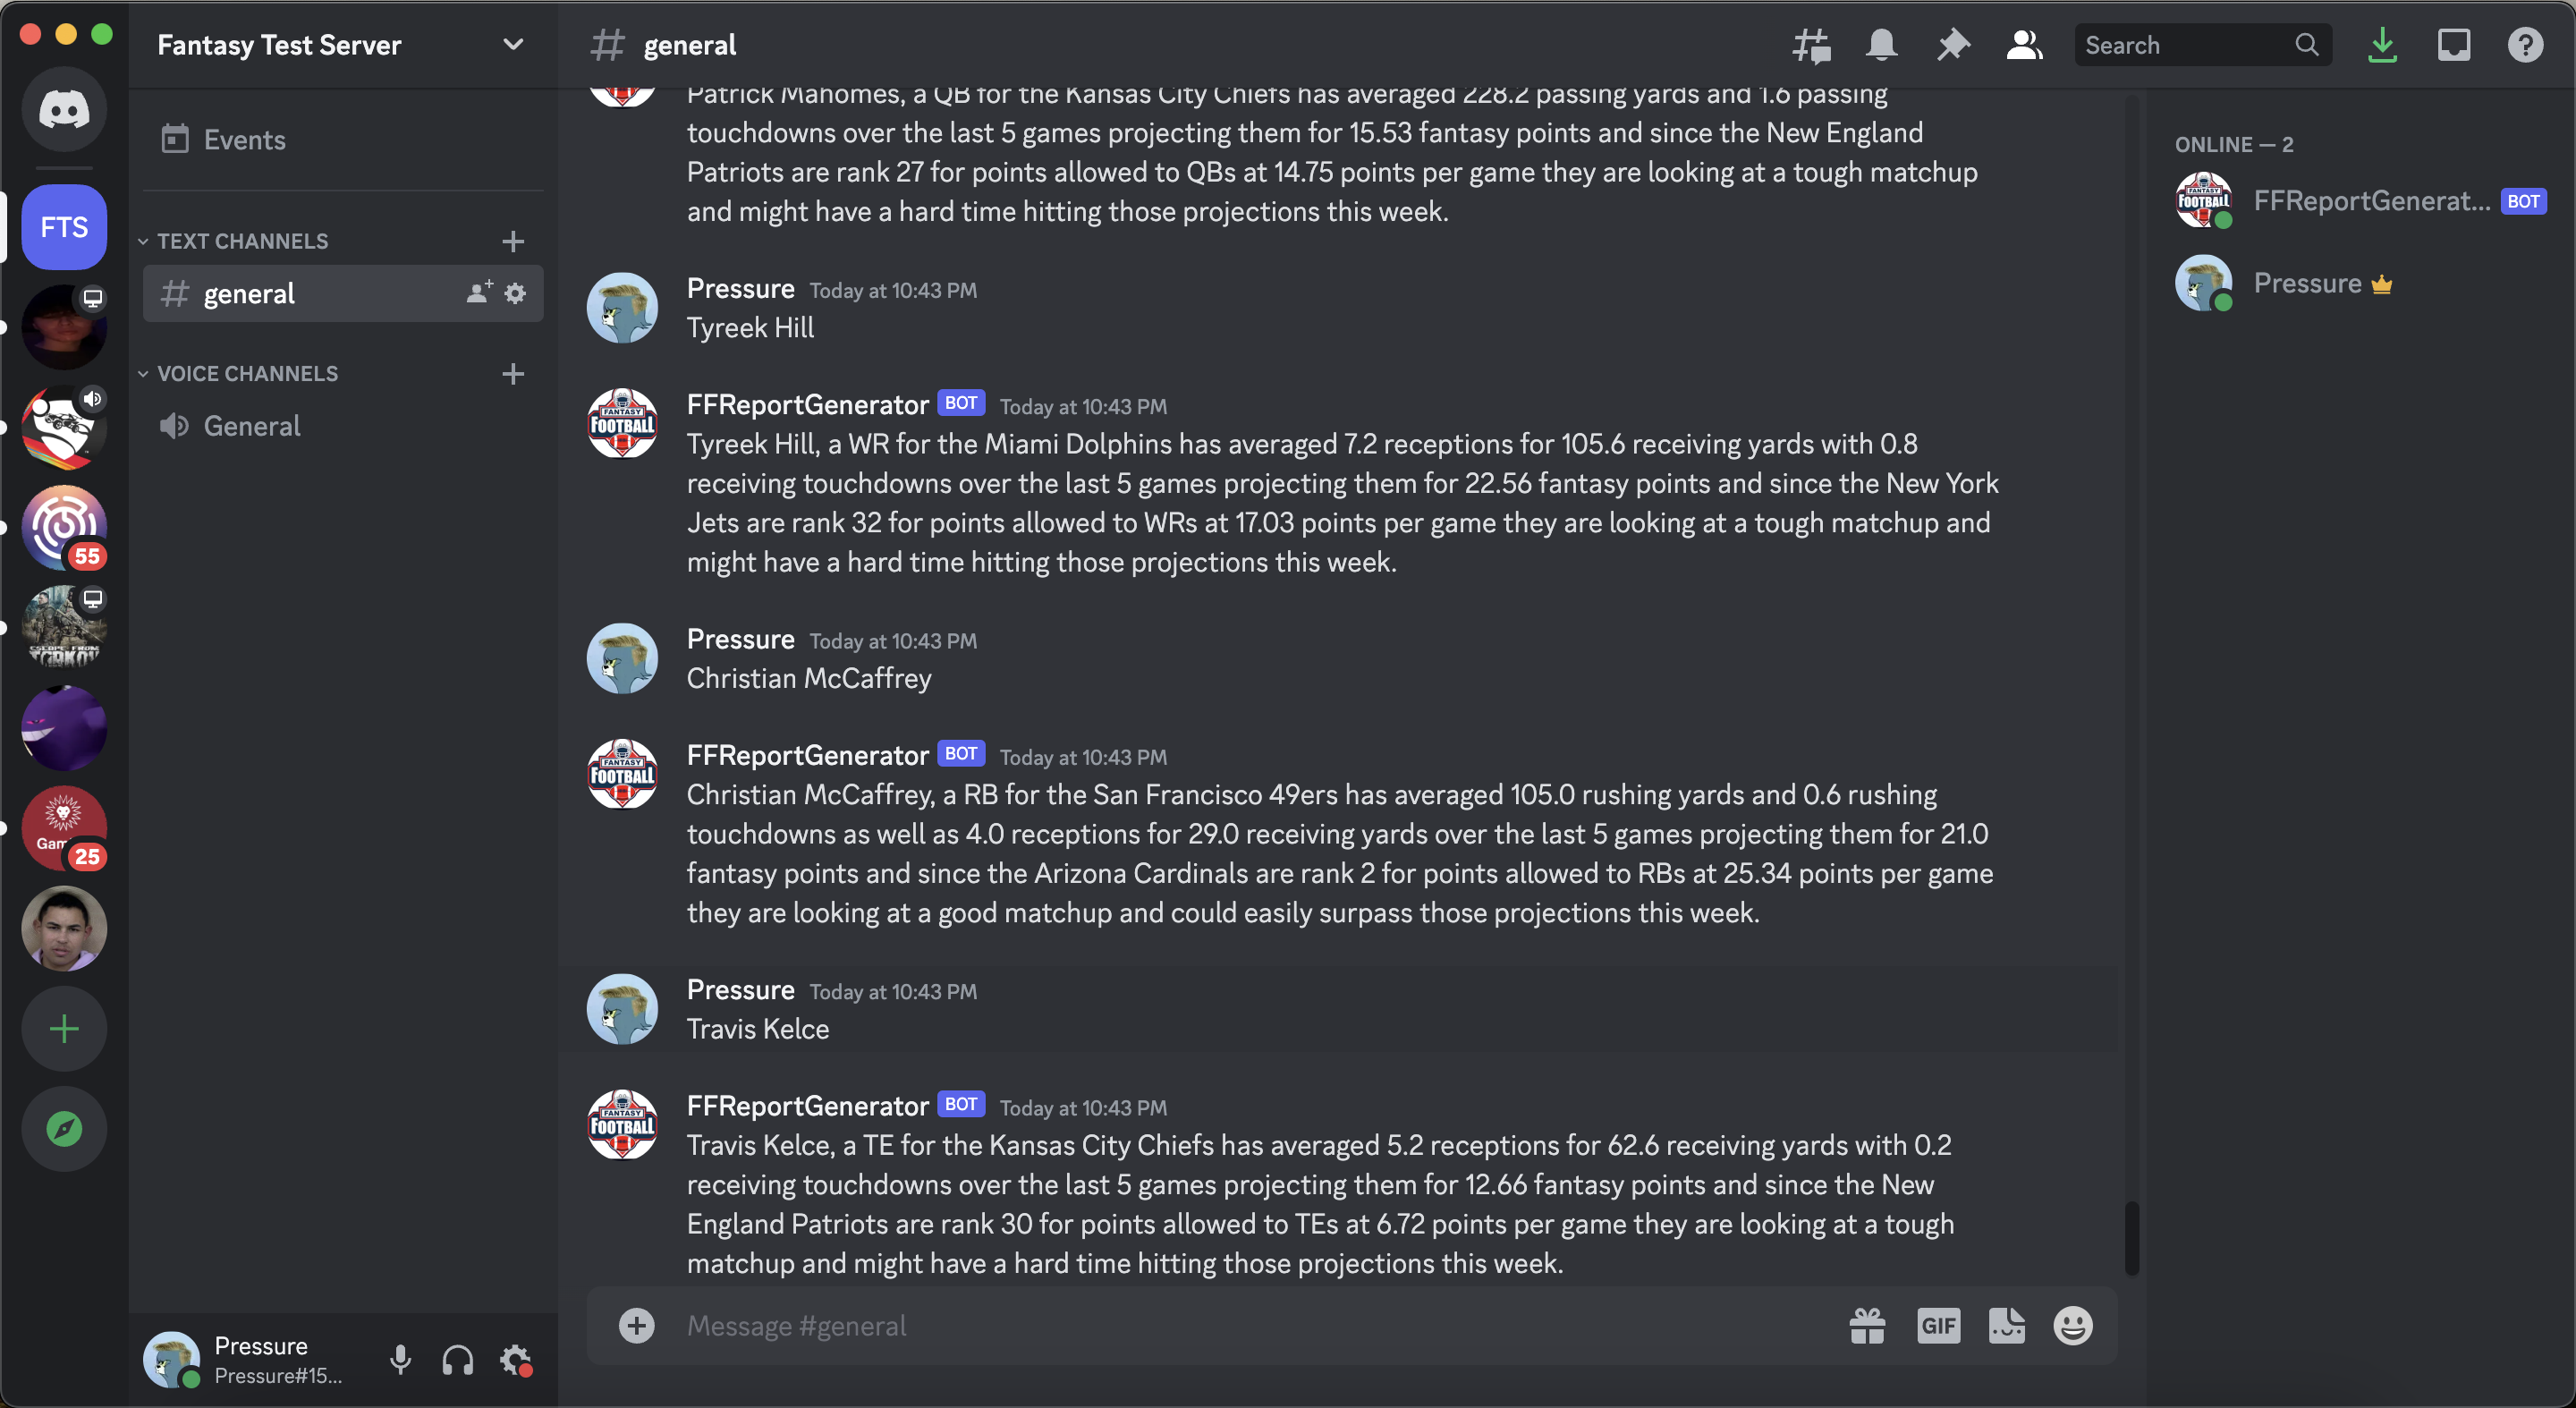 Fantasy Test Server
Events
FTS
TEXT CHANNELS
general
VOICE CHANNELS
General
55
ESCAPE FROM
TARKOV
Gam
25
Pressure
Pressure#15...
general
Search
Patrick Mahomes, a QB for the Kansas City Chiefs has averaged 228.2 passing yards and 1.6 passing
touchdowns over the last 5 games projecting them for 15.53 fantasy points and since the New England
Patriots are rank 27 for points allowed to QBs at 14.75 points per game they are looking at a tough matchup
and might have a hard time hitting those projections this week.
Pressure Today at 10:43 PM
Tyreek Hill
FANTASY
FOOTBALL
FFReportGenerator BOT Today at 10:43 PM
Tyreek Hill, a WR for the Miami Dolphins has averaged 7.2 receptions for 105.6 receiving yards with 0.8
receiving touchdowns over the last 5 games projecting them for 22.56 fantasy points and since the New York
Jets are rank 32 for points allowed to WRs at 17.03 points per game they are looking at a tough matchup and
might have a hard time hitting those projections this week.
Pressure Today at 10:43 PM
Christian McCaffrey
FANTASY
FOOTBALL
FFReportGenerator BOT Today at 10:43 PM
Christian McCaffrey, a RB for the San Francisco 49ers has averaged 105.0 rushing yards and 0.6 rushing
touchdowns as well as 4.0 receptions for 29.0 receiving yards over the last 5 games projecting them for 21.0
fantasy points and since the Arizona Cardinals are rank 2 for points allowed to RBs at 25.34 points per game
they are looking at a good matchup and could easily surpass those projections this week.
Pressure Today at 10:43 PM
Travis Kelce
FANTASY
FOOTBALL
FFReportGenerator BOT Today at 10:43 PM
Travis Kelce, a TE for the Kansas City Chiefs has averaged 5.2 receptions for 62.6 receiving yards with 0.2
receiving touchdowns over the last 5 games projecting them for 12.66 fantasy points and since the New
England Patriots are rank 30 for points allowed to TEs at 6.72 points per game they are looking at a tough
matchup and might have a hard time hitting those projections this week.
Message #general
GIF
ONLINE — 2
FANTASY
FOOTBALL
FFReportGenerat... BOT
Pressure